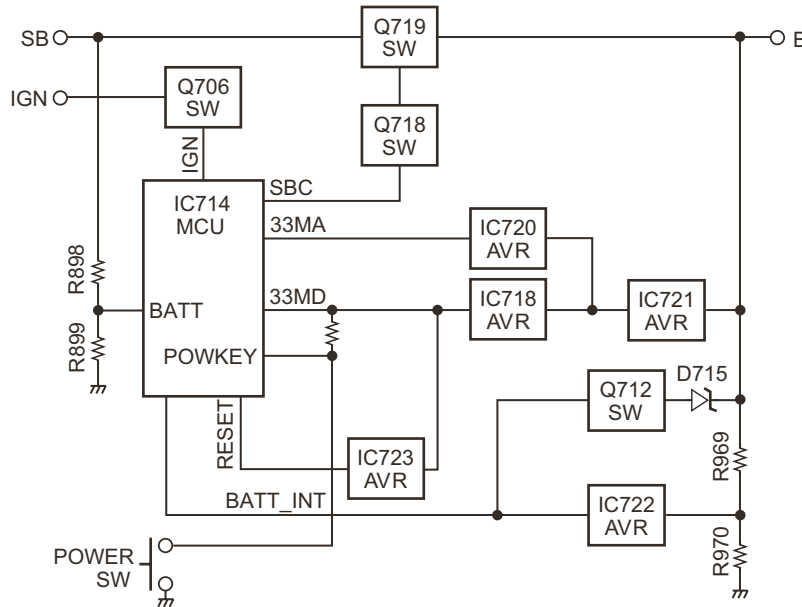 SB
Q719
SW
B
IGN
Q706
SW
Q718
SW
IGN
SBC
IC714
MCU
33MA
IC720
AVR
R898
33MD
IC718
AVR
IC721
AVR
BATT
R899
POWKEY
D715
Q712
SW
RESET
IC723
AVR
R969
BATT_INT
IC722
AVR
POWER
SW
R970